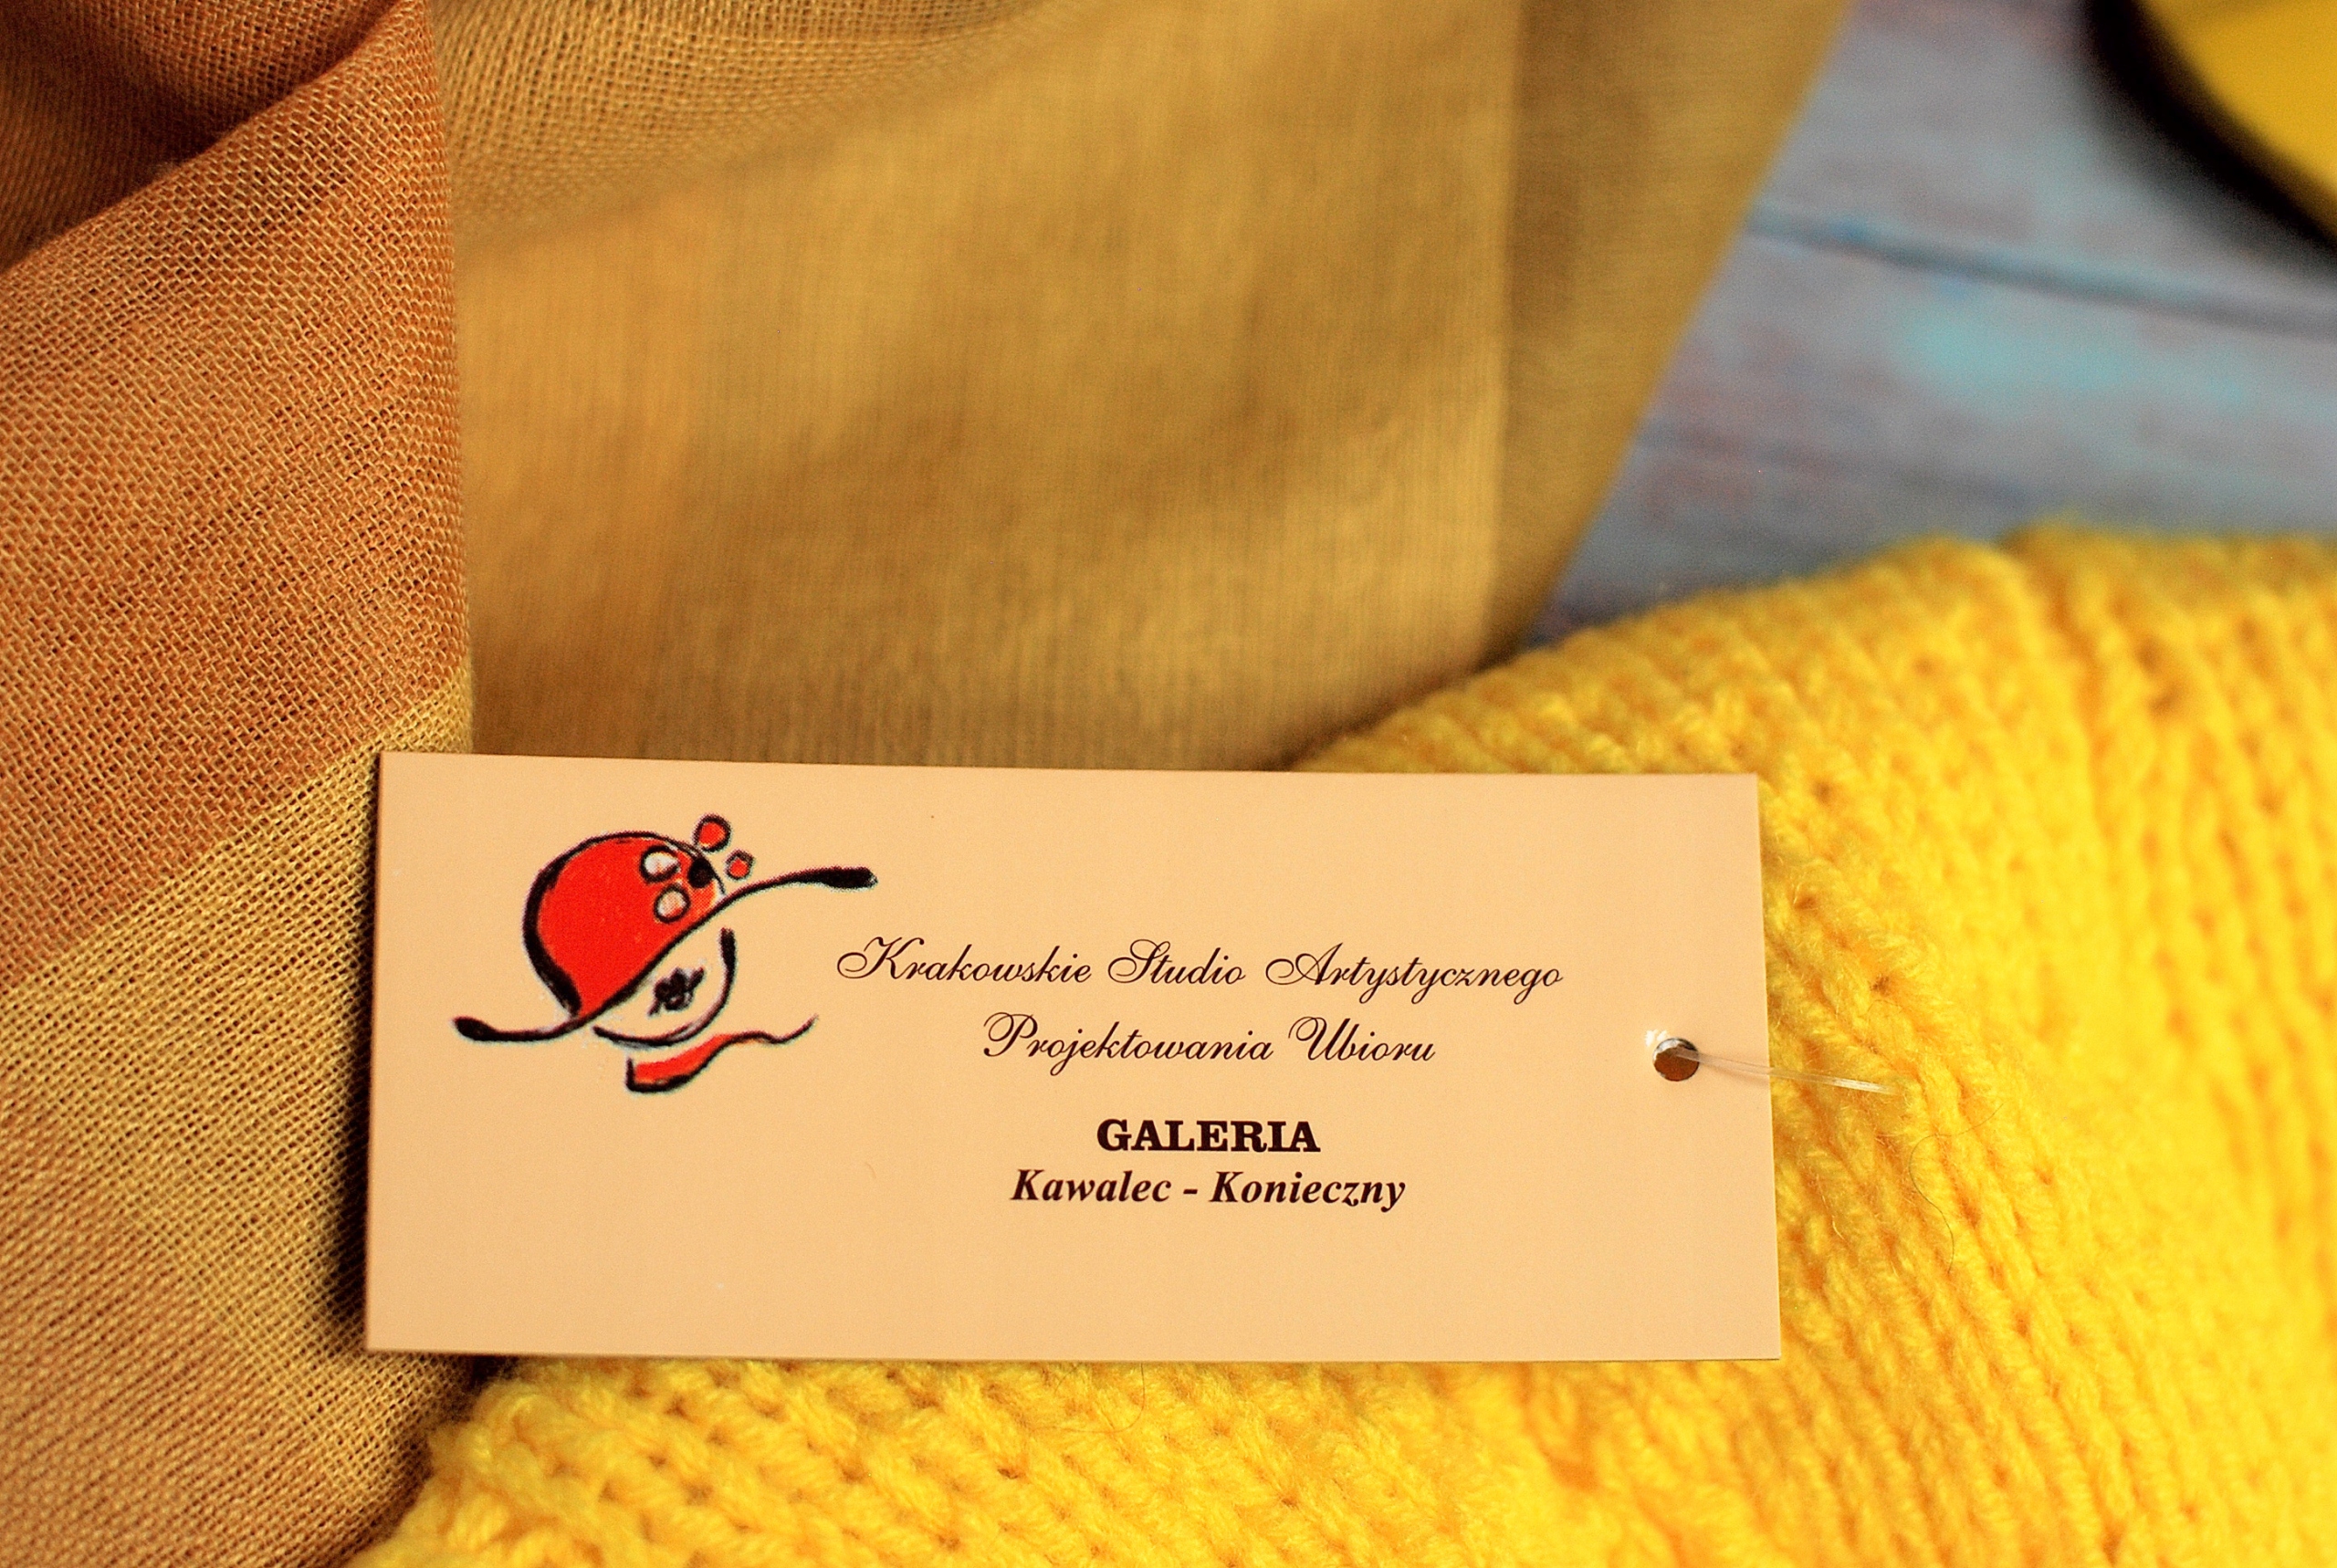 Krakowskie Studio Artystycznego
Projektowania Ubioru
GALERIA
Kawalec - Konieczny